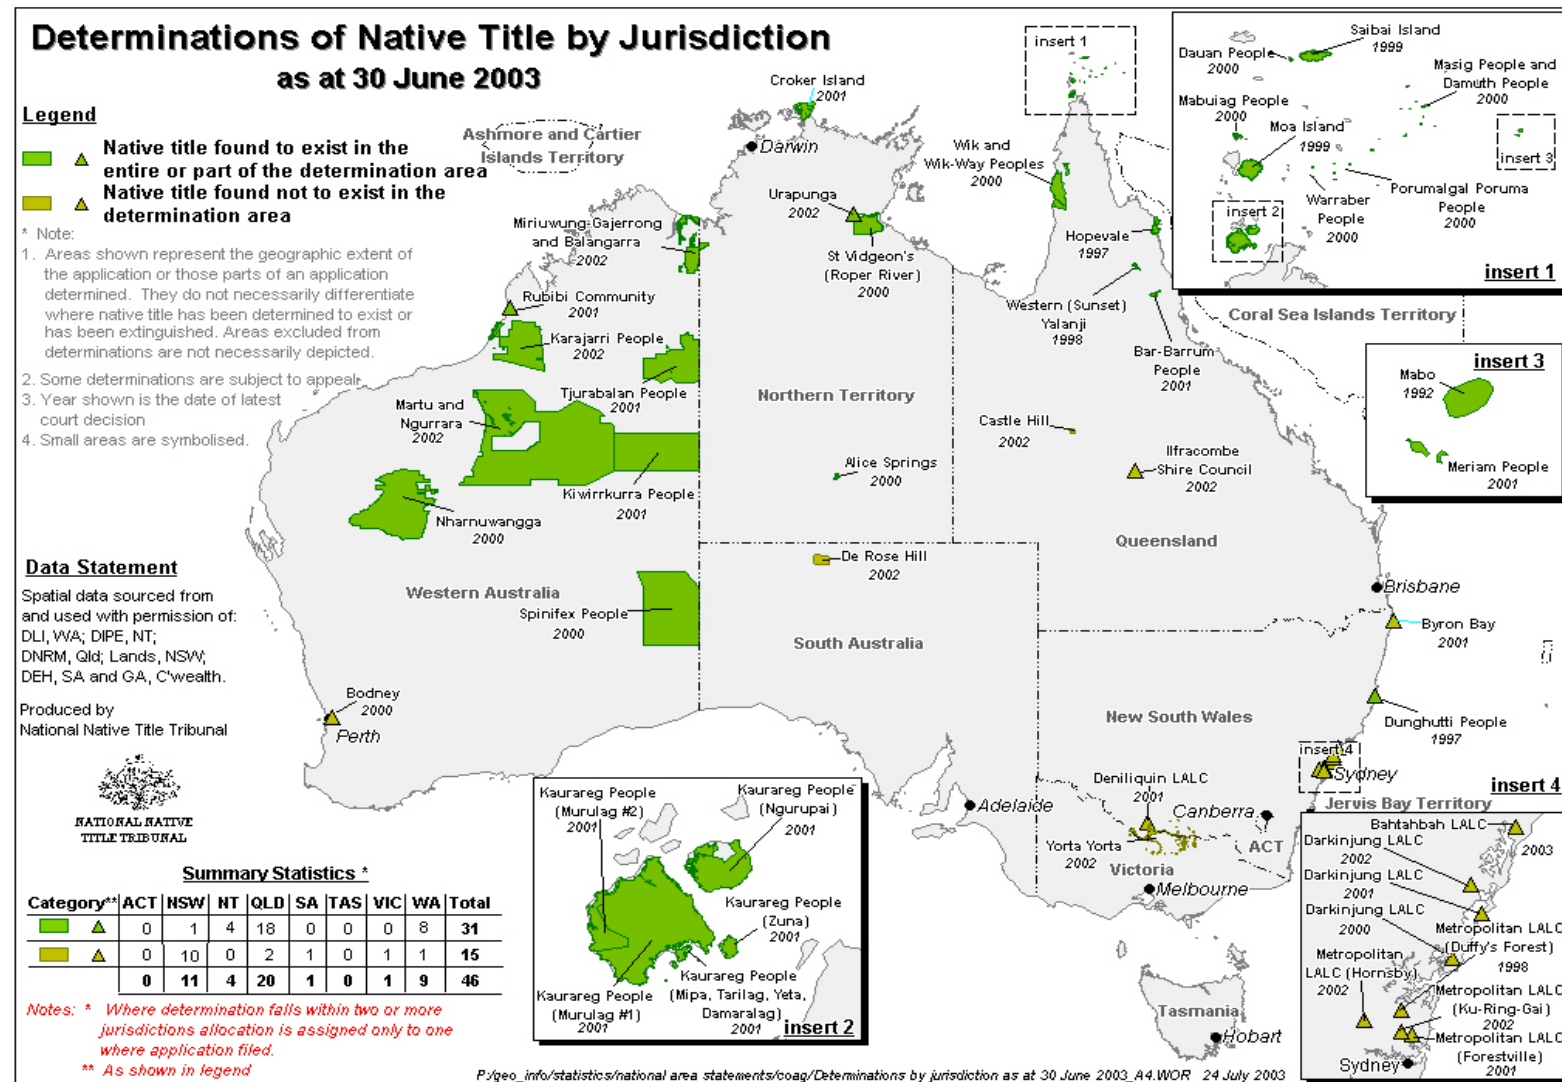 Determinations of Native Title by Jurisdiction
as at 30 June 2003
Legend
Native title found to exist in the
entire or part of the determination area
Native title found not to exist in the
determination area
* Note:
1. Areas shown represent the geographic extent of
the application or those parts of an application
determined. They do not necessarily differentiate
where native title has been determined to exist or
has been extinguished. Areas excluded from
determinations are not necessarily depicted.
2. Some determinations are subject to appeal
3. Year shown is the date of latest
court decision
4. Small areas are symbolised.
Data Statement
Spatial data sourced from
and used with permission of:
DLI, WA; DIPE, NT;
DNRM, Qld; Lands, NSW;
DEH, SA and GA, C'wealth.
Produced by
National Native Title Tribunal
NATIONAL NATIVE
TITLE TRIBUNAL
Summary Statistics *
Category** ACT NSW NT QLD SA TAS VIC WA Total
0 1 4 18 0 0 0 8 31
0 10 0 2 1 0 1 1 15
0 11 4 20 1 0 1 9 46
Notes: * Where determination falls within two or more
jurisdictions allocation is assigned only to one
where application filed.
** As shown in legend
Ashmore and Cartier
Islands Territory
Croker Island
2001
Darwin
Urapunga
2002
St Vidgeon's
(Roper River)
2000
Miriuwung-Gajerrong
and Balangarra
2002
Rubibi Community
2001
Karajarri People
2002
Tjurabalan People
2001
Martu and
Ngurrara
2002
Kiwirrkurra People
2001
Nharnuwangga
2000
Western Australia
Spinifex People
2000
Bodney
2000
Perth
Northern Territory
Alice Springs
2000
De Rose Hill
2002
South Australia
Adelaide
insert 1
Wik and
Wik-Way Peoples
2000
Hopevale
1997
Western (Sunset)
Yalanji
1998
Bar-Barrum
People
2001
Castle Hill
2002
Ilfracombe
Shire Council
2002
Queensland
Coral Sea Islands Territory
Brisbane
Byron Bay
2001
Dunghutti People
1997
New South Wales
insert 4
Sydney
Deniliquin LALC
2001
Canberra
ACT
Jervis Bay Territory
Yorta Yorta
2002
Victoria
Melbourne
Tasmania
Hobart
Saibai Island
1999
Dauan People
2000
Masig People and
Damuth People
2000
Mabuiag People
2000
Moa Island
1999
insert 3
Porumalgal Poruma
People
2000
Warraber
People
2000
insert 2
insert 1
insert 3
Mabo
1992
Meriam People
2001
Kaurareg People
(Murulag #2)
2001
Kaurareg People
(Ngurupai)
2001
Kaurareg People
(Zuna)
2001
Kaurareg People
(Mipa, Tarilag, Yeta,
Damaralag)
2001
Kaurareg People
(Murulag #1)
2001
insert 2
insert 4
Bahtahbah LALC
2003
Darkinjung LALC
2002
Darkinjung LALC
2001
Darkinjung LALC
2000
Metropolitan LALC
(Duffy's Forest)
1998
Metropolitan
LALC (Hornsby)
2002
Metropolitan LALC
(Ku-Ring-Gai)
2002
Metropolitan LALC
(Forestville)
2001
Sydney
P:/geo_info/statistics/national area statements/coag/Determinations by jurisdiction as at 30 June 2003_A4.WOR 24 July 2003